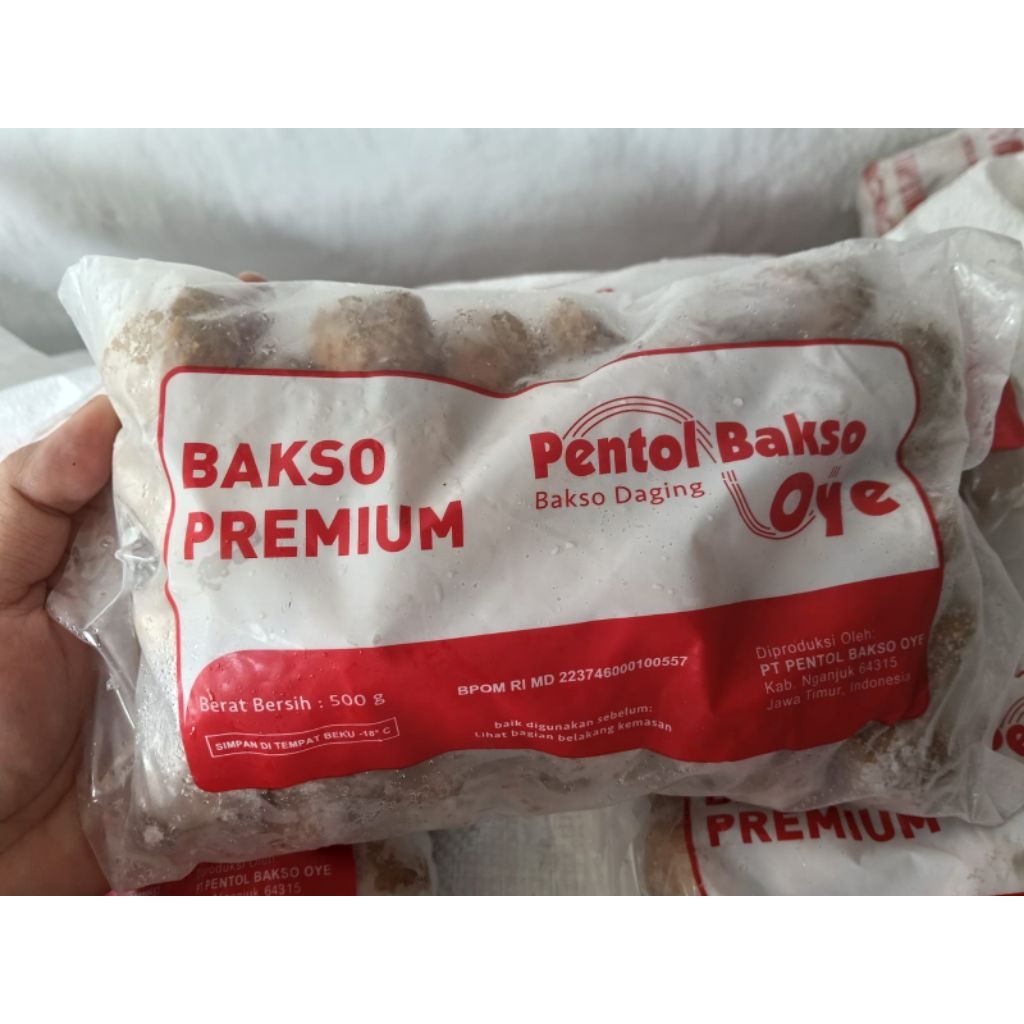 BAKSO
PREMIUM
Pentol Bakso
Oye
Bakso Daging
Berat Bersih : 500 g
SIMPAN DI TEMPAT BEKU -18° C
BPOM RI MD 223746000100557
baik digunakan sebelum:
Lihat bagian belakang kemasan
Diproduksi Oleh:
PT PENTOL BAKSO OYE
Kab. Nganjuk 64315
Jawa Timur, Indonesia
PT PENTOL BAKSO OYE
Nganjuk 64315
PREMIUM